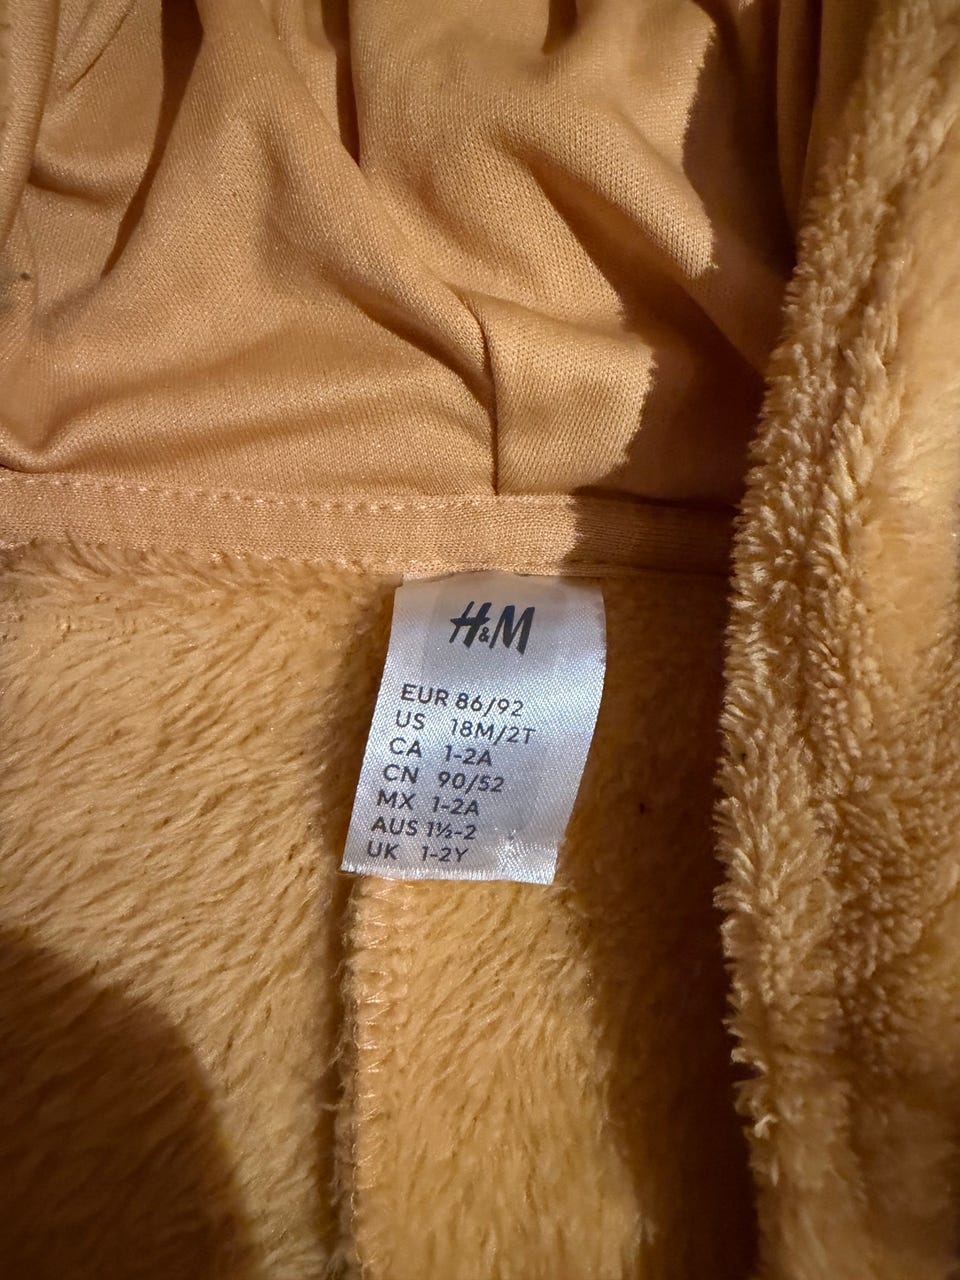 H&M
EUR 86/92
US 18M/2T
CA 1-2A
CN 90/52
MX 1-2A
AUS 1½-2
UK 1-2Y